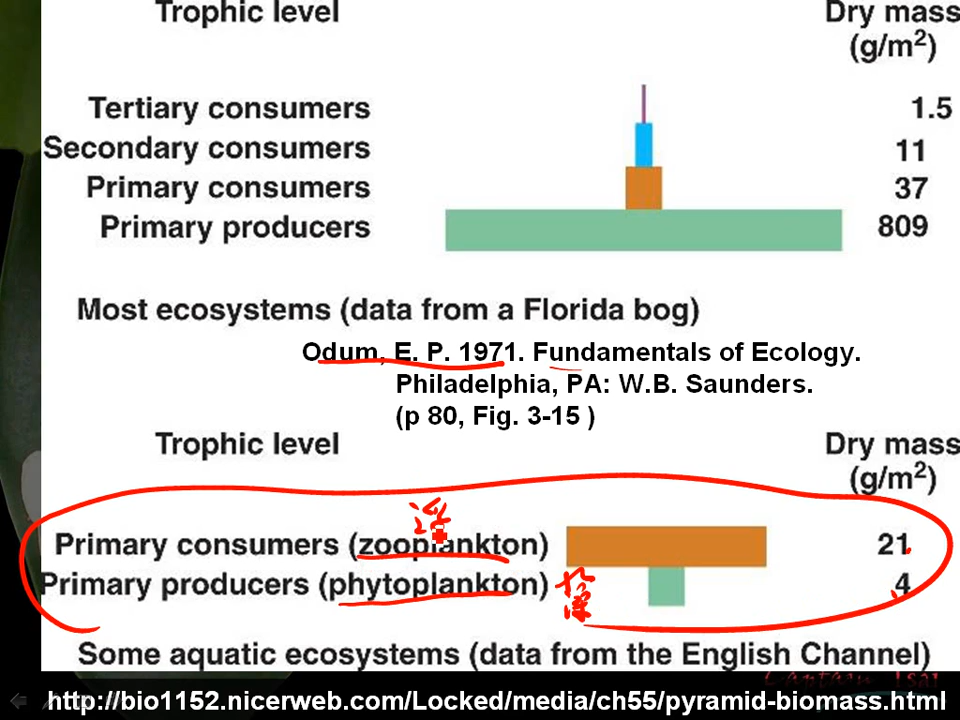 Trophic level Dry mass
(g/m2)
Tertiary consumers 1.5
Secondary consumers 11
Primary consumers 37
Primary producers 809
Most ecosystems (data from a Florida bog)
Odum, E. P. 1971. Fundamentals of Ecology.
Philadelphia, PA: W.B. Saunders.
(p 80, Fig. 3-15 )
Trophic level Dry mass
(g/m2)
浮
Primary consumers (zooplankton) 21
Primary producers (phytoplankton) 4
Some aquatic ecosystems (data from the English Channel)
http://bio1152.nicerweb.com/Locked/media/ch55/pyramid-biomass.html